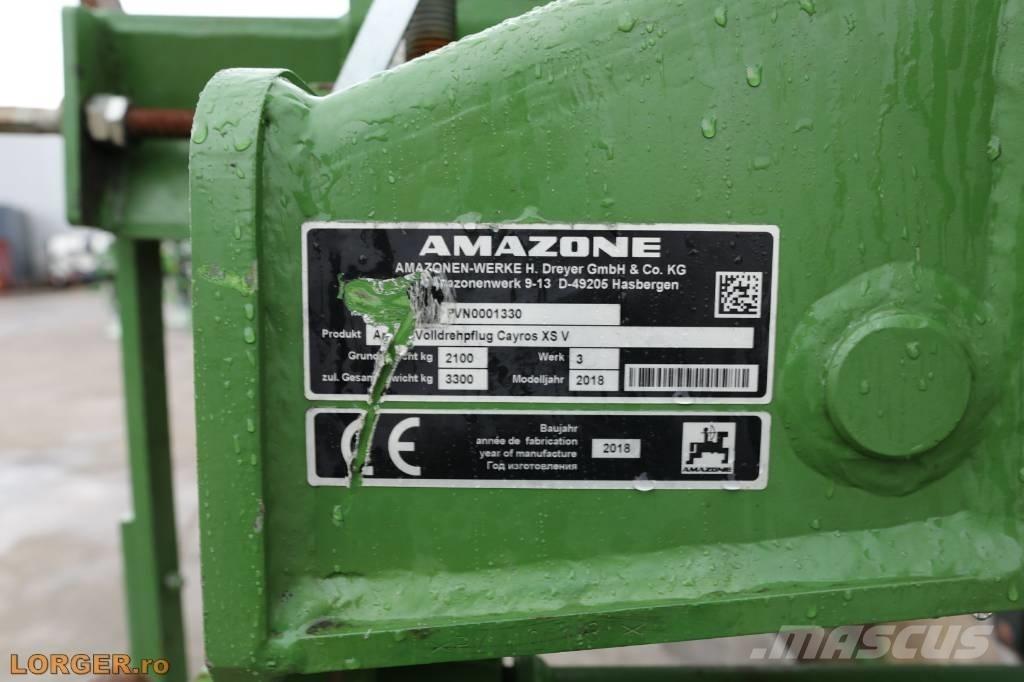 AMAZONE
AMAZONEN-WERKE H. Dreyer GmbH & Co. KG
9-13 D-49205 Hasbergen
PVN0001330
Produkt Volldrehpflug Cayros XS V
kg 2100 Werk 3
zul. kg 3300 Modelljahr 2018
Baujahr
année de fabrication
year of manufacture 2018
Год изготовления
CE
AMAZONE
LORGER.ro
MASCUS